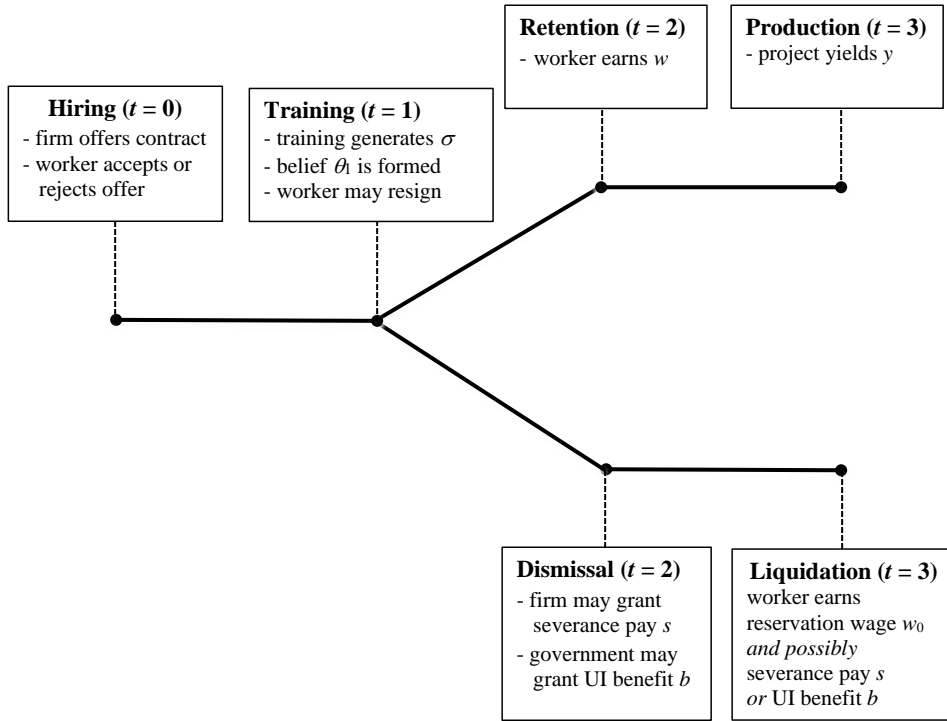 Hiring (t = 0)
- firm offers contract
- worker accepts or
rejects offer
Training (t = 1)
- training generates σ
- belief θ₁ is formed
- worker may resign
Retention (t = 2)
- worker earns w
Production (t = 3)
- project yields y
Dismissal (t = 2)
- firm may grant
severance pay s
- government may
grant UI benefit b
Liquidation (t = 3)
worker earns
reservation wage w₀
and possibly
severance pay s
or UI benefit b